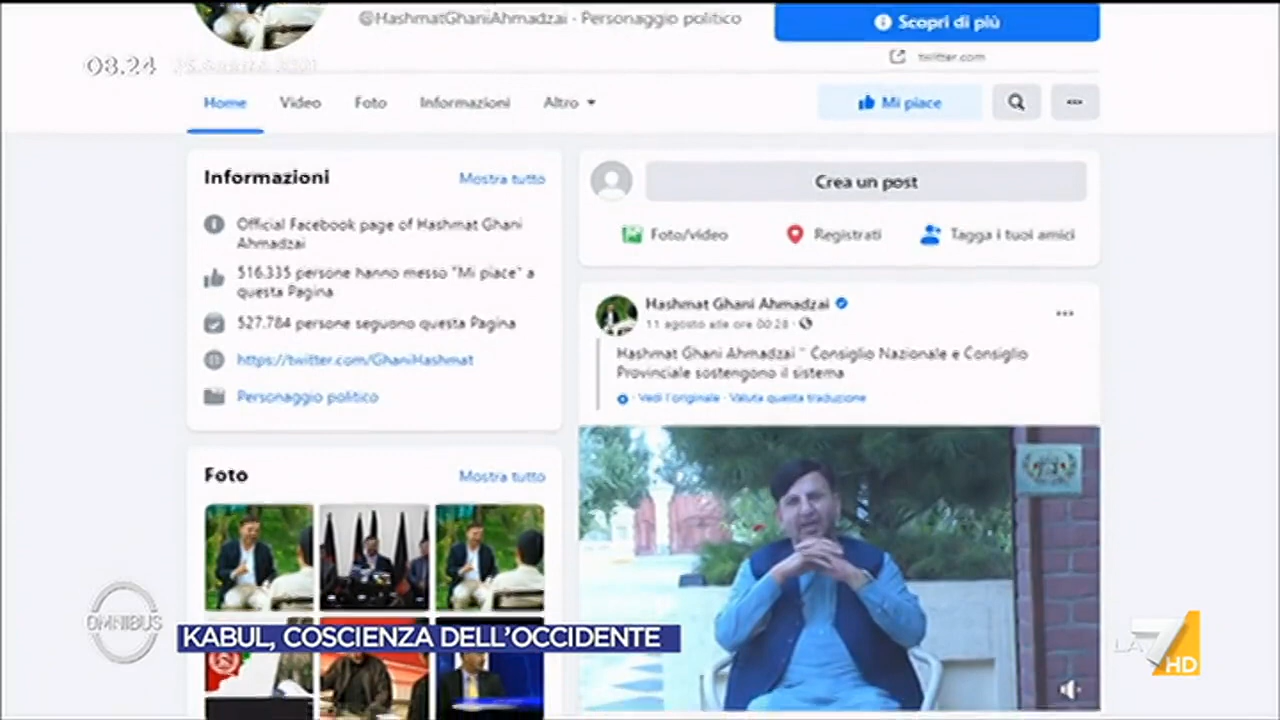 @HashmatGhaniAhmadzai · Personaggio politico
Scopri di più
twitter.com
08.24
Home
Video
Foto
Informazioni
Altro
Mi piace
Informazioni
Mostra tutto
Official Facebook page of Hashmat Ghani
Ahmadzai
516.335 persone hanno messo "Mi piace" a
questa Pagina
527.784 persone seguono questa Pagina
https://twitter.com/GhaniHashmat
Personaggio politico
Crea un post
Foto/video
Registrati
Tagga i tuoi amici
Hashmat Ghani Ahmadzai
11 agosto alle ore 00:28
Hashmat Ghani Ahmadzai " Consiglio Nazionale e Consiglio
Provinciale sostengono il sistema
Vedi l'originale · Valuta questa traduzione
Foto
Mostra tutto
OMNIBUS
KABUL, COSCIENZA DELL'OCCIDENTE
LA 7
HD